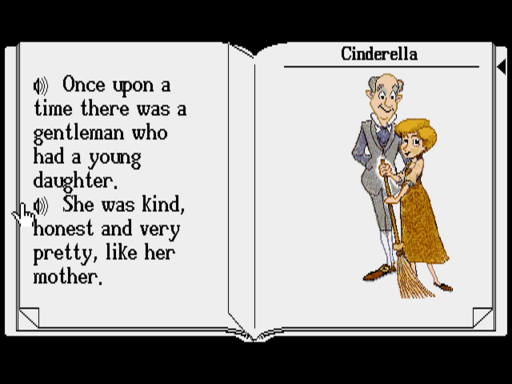 Once upon a
time there was a
gentleman who
had a young
daughter.
She was kind,
honest and very
pretty, like her
mother.
Cinderella